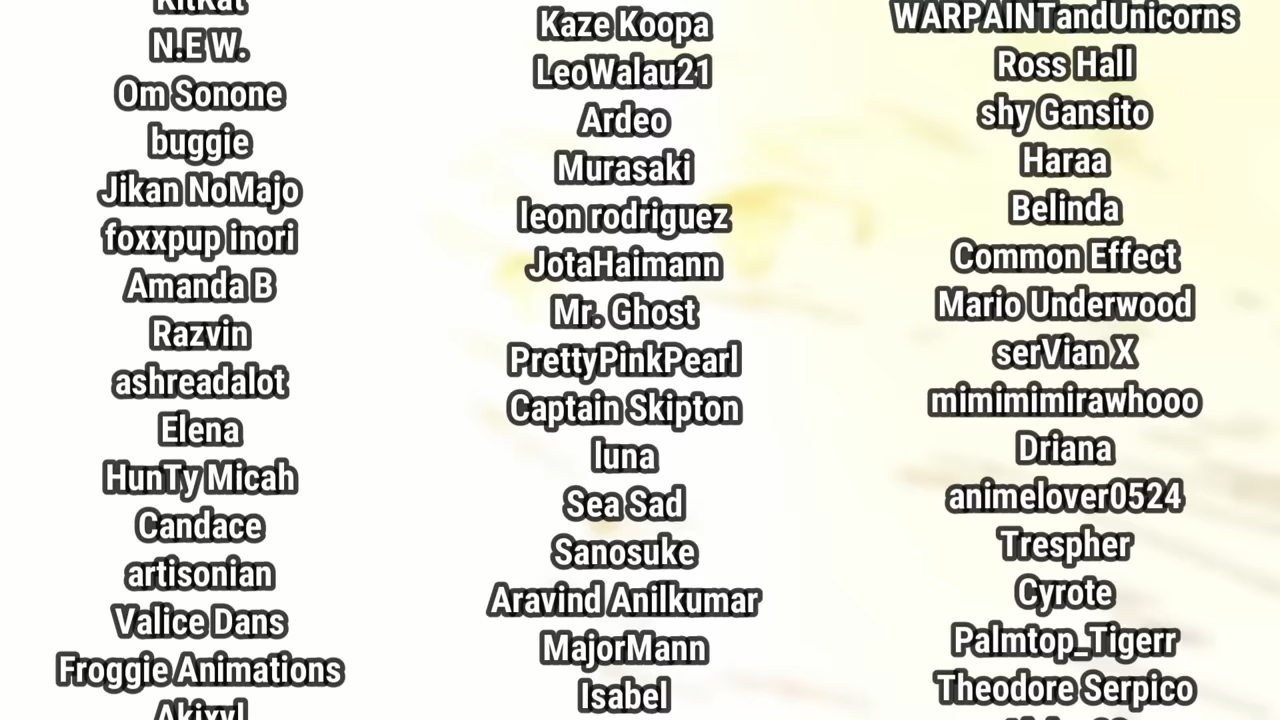 KitKat
N.E.W.
Om Sonone
buggie
Jikan NoMajo
foxxpup inori
Amanda B
Razvin
ashreadalot
Elena
HunTy Micah
Candace
artisonian
Valice Dans
Froggie Animations
Kaze Koopa
LeoWalau21
Ardeo
Murasaki
leon rodriguez
JotaHaimann
Mr. Ghost
PrettyPinkPearl
Captain Skipton
luna
Sea Sad
Sanosuke
Aravind Anilkumar
MajorMann
Isabel
WARPAINTandUnicorns
Ross Hall
shy Gansito
Haraa
Belinda
Common Effect
Mario Underwood
serVian X
mimimimirawhooo
Driana
animelover0524
Trespher
Cyrote
Palmtop_Tigerr
Theodore Serpico